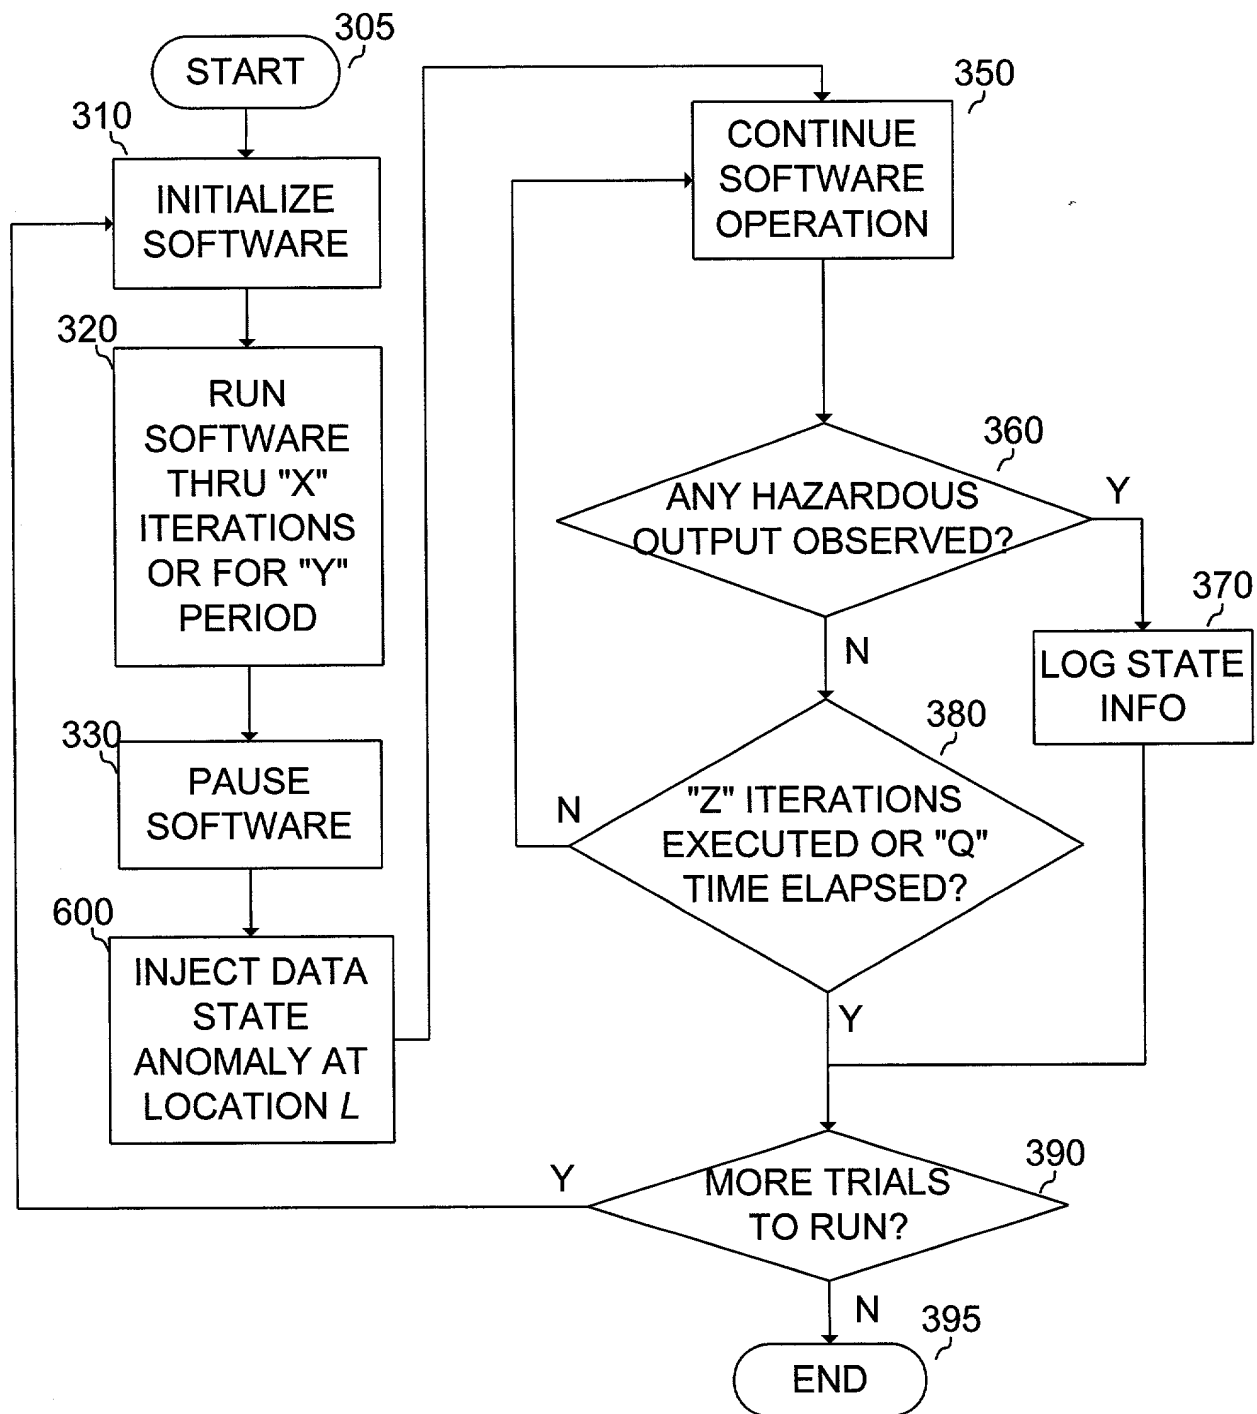 305
START
310
INITIALIZE
SOFTWARE
320
RUN
SOFTWARE
THRU "X"
ITERATIONS
OR FOR "Y"
PERIOD
330
PAUSE
SOFTWARE
600
INJECT DATA
STATE
ANOMALY AT
LOCATION L
350
CONTINUE
SOFTWARE
OPERATION
360
ANY HAZARDOUS
OUTPUT OBSERVED?
Y
N
370
LOG STATE
INFO
380
"Z" ITERATIONS
EXECUTED OR "Q"
TIME ELAPSED?
N
Y
390
MORE TRIALS
TO RUN?
Y
N
395
END